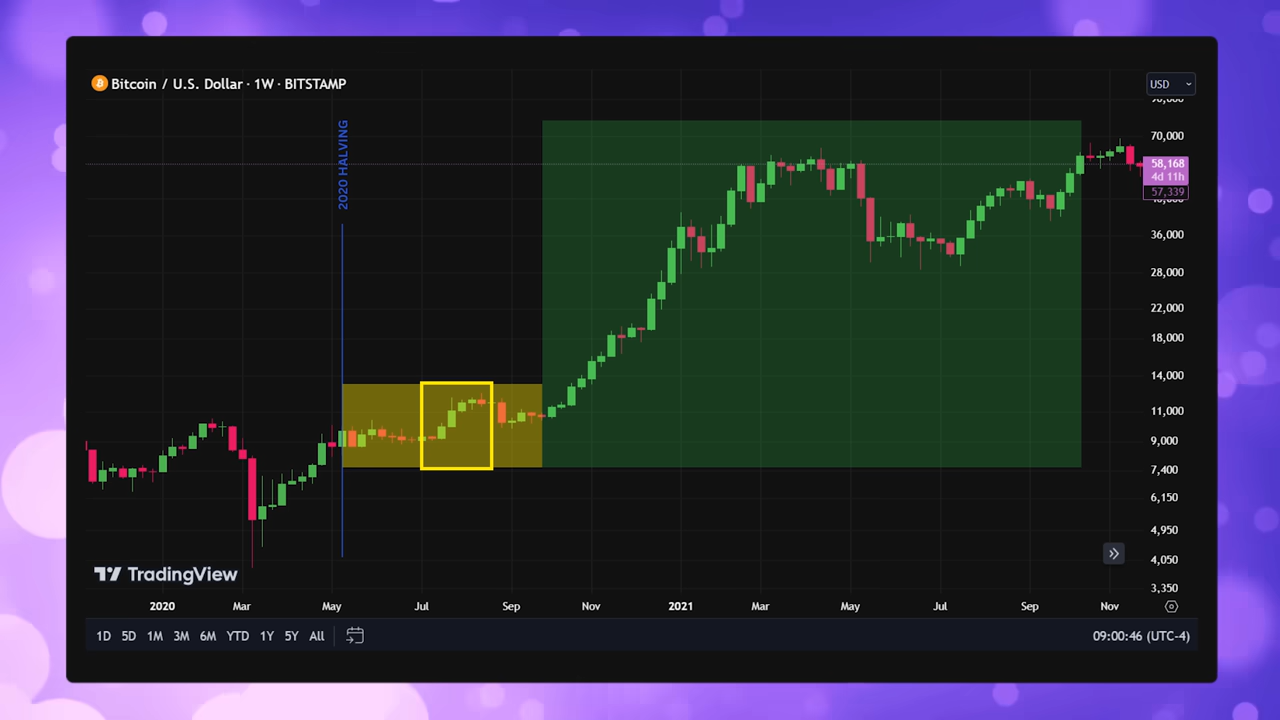 Bitcoin / U.S. Dollar · 1W · BITSTAMP
USD
90,000
2020 HALVING
70,000
58,168
4d 11h
57,339
36,000
28,000
22,000
18,000
14,000
11,000
9,000
7,400
6,150
4,950
4,050
3,350
TradingView
2020 Mar May Jul Sep Nov 2021 Mar May Jul Sep Nov
1D 5D 1M 3M 6M YTD 1Y 5Y All
09:00:46 (UTC-4)